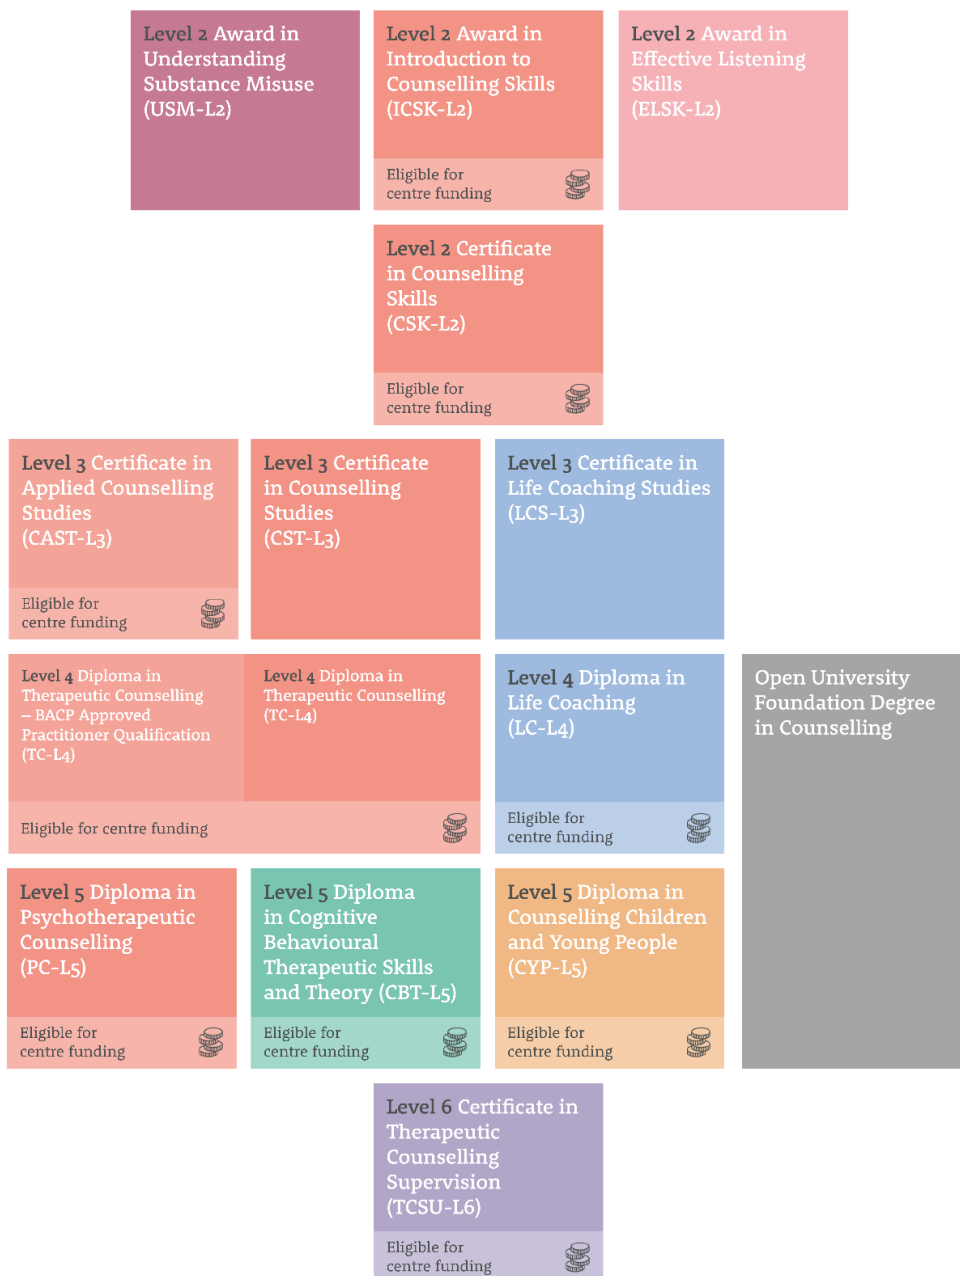 Level 2 Award in
Understanding
Substance Misuse
(USM-L2)
Level 2 Award in
Introduction to
Counselling Skills
(ICSK-L2)
Eligible for
centre funding
Level 2 Award in
Effective Listening
Skills
(ELSK-L2)
Level 2 Certificate
in Counselling
Skills
(CSK-L2)
Eligible for
centre funding
Level 3 Certificate in
Applied Counselling
Studies
(CAST-L3)
Eligible for
centre funding
Level 3 Certificate
in Counselling
Studies
(CST-L3)
Level 3 Certificate in
Life Coaching Studies
(LCS-L3)
Level 4 Diploma in
Therapeutic Counselling
– BACP Approved
Practitioner Qualification
(TC-L4)
Level 4 Diploma in
Therapeutic Counselling
(TC-L4)
Eligible for centre funding
Level 4 Diploma in
Life Coaching
(LC-L4)
Eligible for
centre funding
Open University
Foundation Degree
in Counselling
Level 5 Diploma in
Psychotherapeutic
Counselling
(PC-L5)
Eligible for
centre funding
Level 5 Diploma
in Cognitive
Behavioural
Therapeutic Skills
and Theory (CBT-L5)
Eligible for
centre funding
Level 5 Diploma in
Counselling Children
and Young People
(CYP-L5)
Eligible for
centre funding
Level 6 Certificate in
Therapeutic
Counselling
Supervision
(TCSU-L6)
Eligible for
centre funding